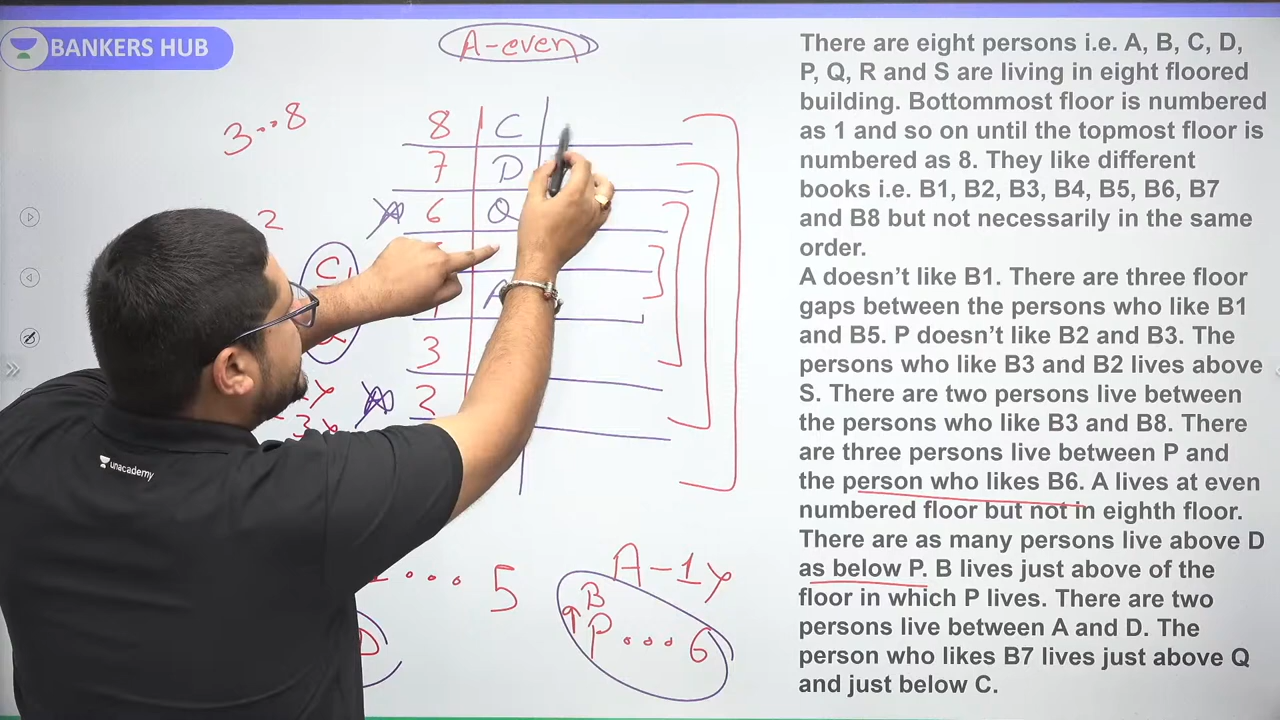 BANKERS HUB
A-even
3...8
8 C
7 D
6 Q
2
C
A
3
2
3x
unacademy
... 5
A-1x
B
P...6
D
There are eight persons i.e. A, B, C, D,
P, Q, R and S are living in eight floored
building. Bottommost floor is numbered
as 1 and so on until the topmost floor is
numbered as 8. They like different
books i.e. B1, B2, B3, B4, B5, B6, B7
and B8 but not necessarily in the same
order.
A doesn’t like B1. There are three floor
gaps between the persons who like B1
and B5. P doesn’t like B2 and B3. The
persons who like B3 and B2 lives above
S. There are two persons live between
the persons who like B3 and B8. There
are three persons live between P and
the person who likes B6. A lives at even
numbered floor but not in eighth floor.
There are as many persons live above D
as below P. B lives just above of the
floor in which P lives. There are two
persons live between A and D. The
person who likes B7 lives just above Q
and just below C.